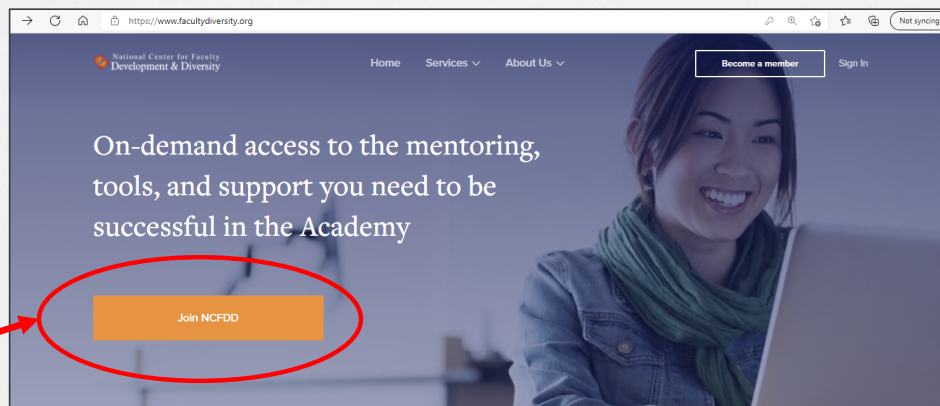 https://www.facultydiversity.org
Not syncing
National Center for Faculty
Development & Diversity
Home Services About Us
Become a member
Sign In
On-demand access to the mentoring,
tools, and support you need to be
successful in the Academy
Join NCFDD